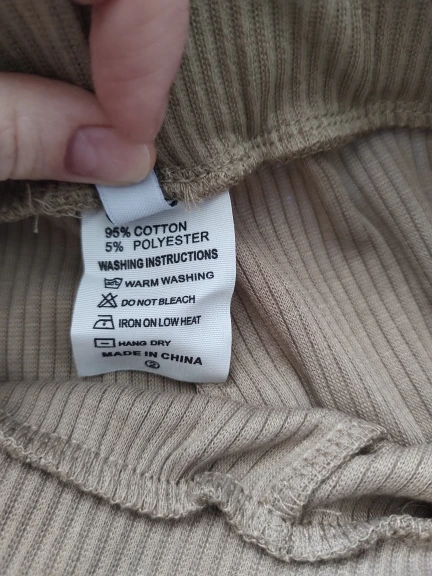 95% COTTON
5% POLYESTER
WASHING INSTRUCTIONS
WARM WASHING
DO NOT BLEACH
IRON ON LOW HEAT
HANG DRY
MADE IN CHINA
②